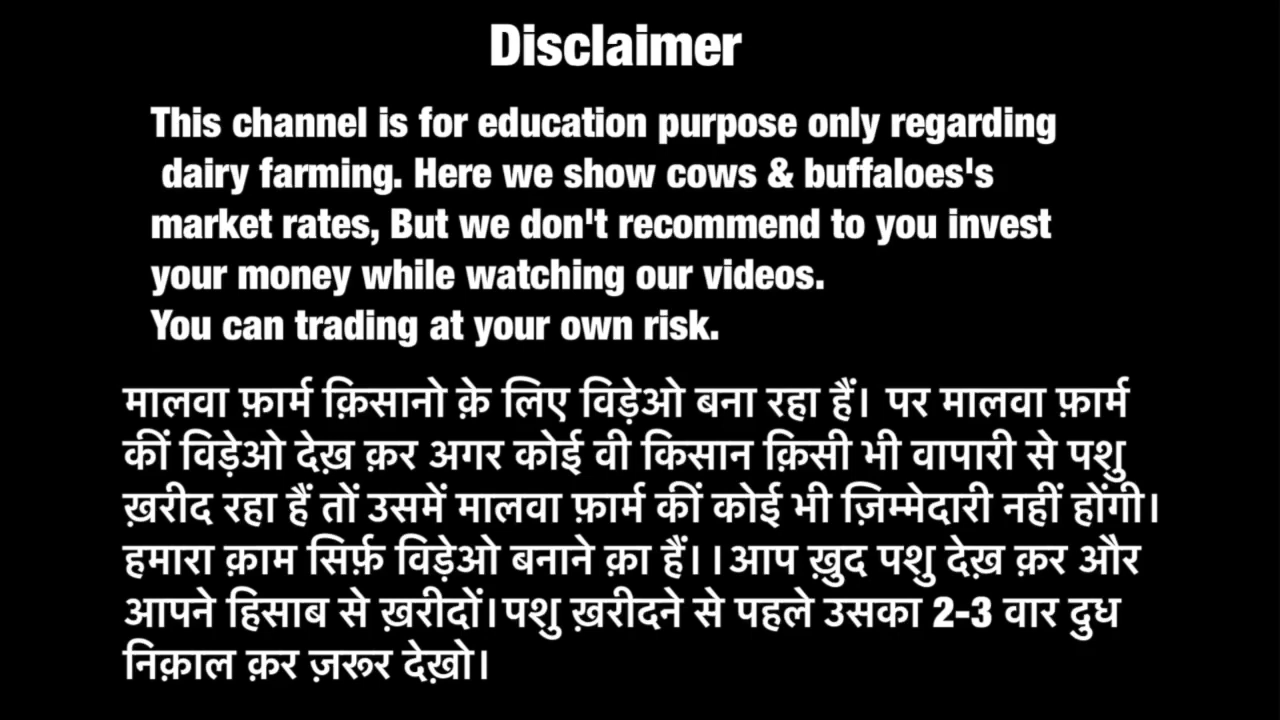 Disclaimer
This channel is for education purpose only regarding
dairy farming. Here we show cows & buffaloes's
market rates, But we don't recommend to you invest
your money while watching our videos.
You can trading at your own risk.
मालवा फ़ार्म क़िसानो क़े लिए विड़ेओ बना रहा हैं। पर मालवा फ़ार्म
कीं विड़ेओ देख़ क़र अगर कोई वी किसान क़िसी भी वापारी से पशु
ख़रीद रहा हैं तों उसमें मालवा फ़ार्म कीं कोई भी ज़िम्मेदारी नहीं होंगी।
हमारा क़ाम सिर्फ़ विड़ेओ बनाने क़ा हैं।।आप ख़ुद पशु देख़ क़र और
आपने हिसाब से ख़रीदों।पशु ख़रीदने से पहले उसका 2-3 वार दुध
निक़ाल क़र ज़रूर देख़ो।